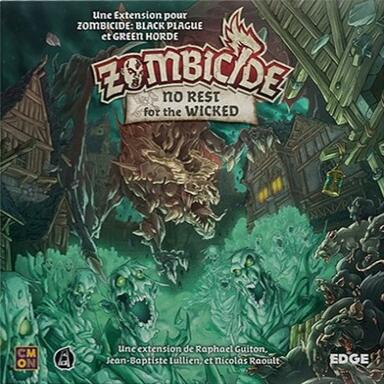 Une Extension pour
ZOMBICIDE: BLACK PLAGUE
et GREEN HORDE
ZOMBICIDE
NO REST
for the WICKED
Une extension de Raphael Guiton,
Jean-Baptiste Lullien, et Nicolas Raoult
CMON
EDGE